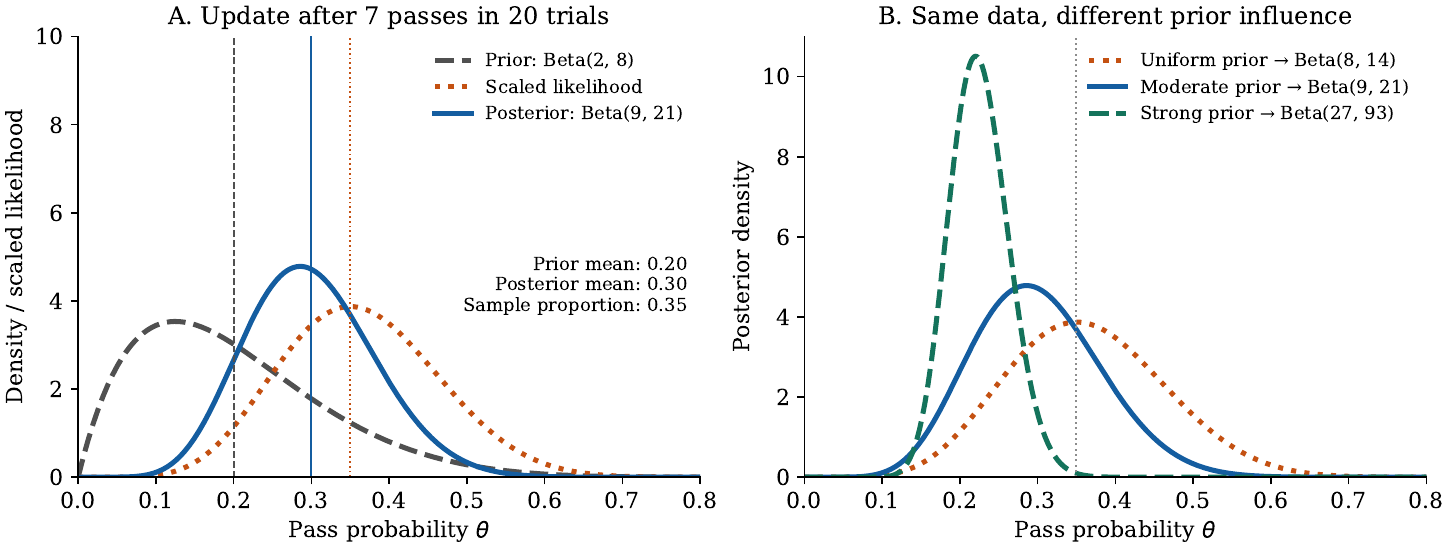 A. Update after 7 passes in 20 trials
Density / scaled likelihood
10
8
6
4
2
0
Prior: Beta(2, 8)
Scaled likelihood
Posterior: Beta(9, 21)
Prior mean: 0.20
Posterior mean: 0.30
Sample proportion: 0.35
0.0 0.1 0.2 0.3 0.4 0.5 0.6 0.7 0.8
Pass probability θ
B. Same data, different prior influence
Posterior density
10
8
6
4
2
0
Uniform prior → Beta(8, 14)
Moderate prior → Beta(9, 21)
Strong prior → Beta(27, 93)
0.0 0.1 0.2 0.3 0.4 0.5 0.6 0.7 0.8
Pass probability θ